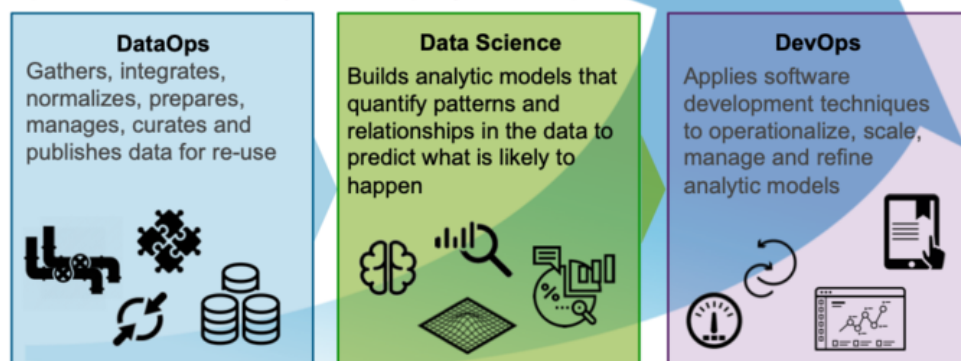 DataOps
Gathers, integrates,
normalizes, prepares,
manages, curates and
publishes data for re-use
Data Science
Builds analytic models that
quantify patterns and
relationships in the data to
predict what is likely to
happen
DevOps
Applies software
development techniques
to operationalize, scale,
manage and refine
analytic models
%